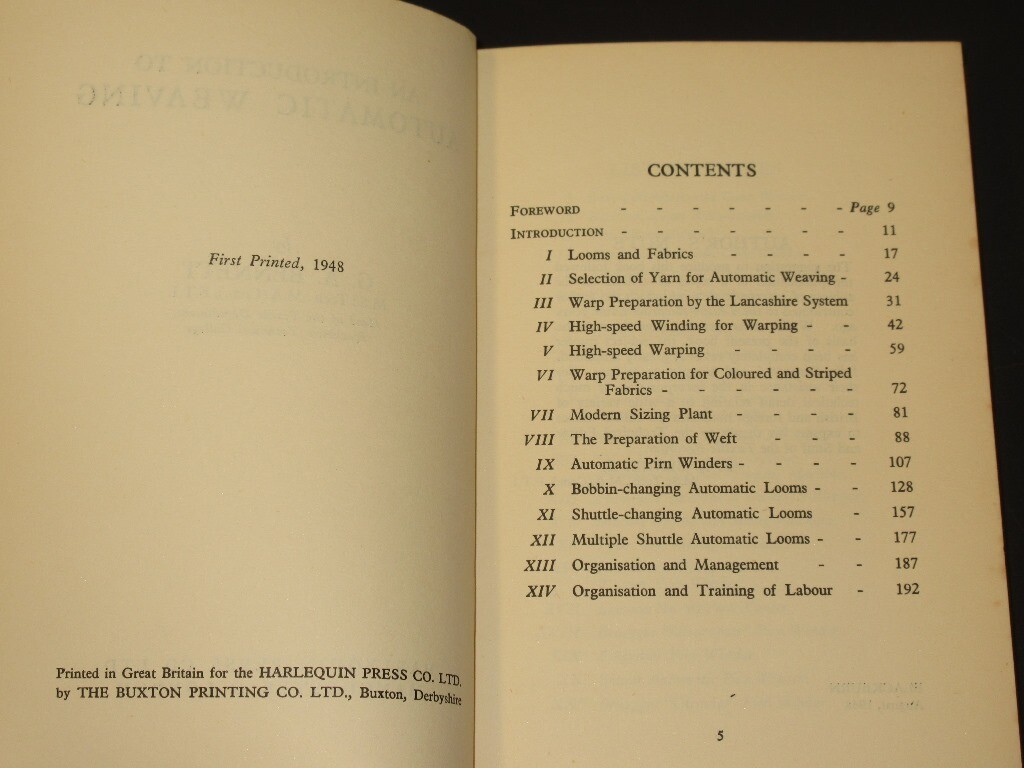 AN INTRODUCTION TO
AUTOMATIC WEAVING
First Printed, 1948
Printed in Great Britain for the HARLEQUIN PRESS CO. LTD.
by THE BUXTON PRINTING CO. LTD., Buxton, Derbyshire
CONTENTS
FOREWORD - - - - - - - Page 9
INTRODUCTION - - - - - - - 11
I Looms and Fabrics - - - - 17
II Selection of Yarn for Automatic Weaving - 24
III Warp Preparation by the Lancashire System 31
IV High-speed Winding for Warping - - 42
V High-speed Warping - - - - 59
VI Warp Preparation for Coloured and Striped
Fabrics - - - - - - 72
VII Modern Sizing Plant - - - - 81
VIII The Preparation of Weft - - - 88
IX Automatic Pirn Winders - - - - 107
X Bobbin-changing Automatic Looms - - 128
XI Shuttle-changing Automatic Looms - 157
XII Multiple Shuttle Automatic Looms - - 177
XIII Organisation and Management - - 187
XIV Organisation and Training of Labour - 192
5